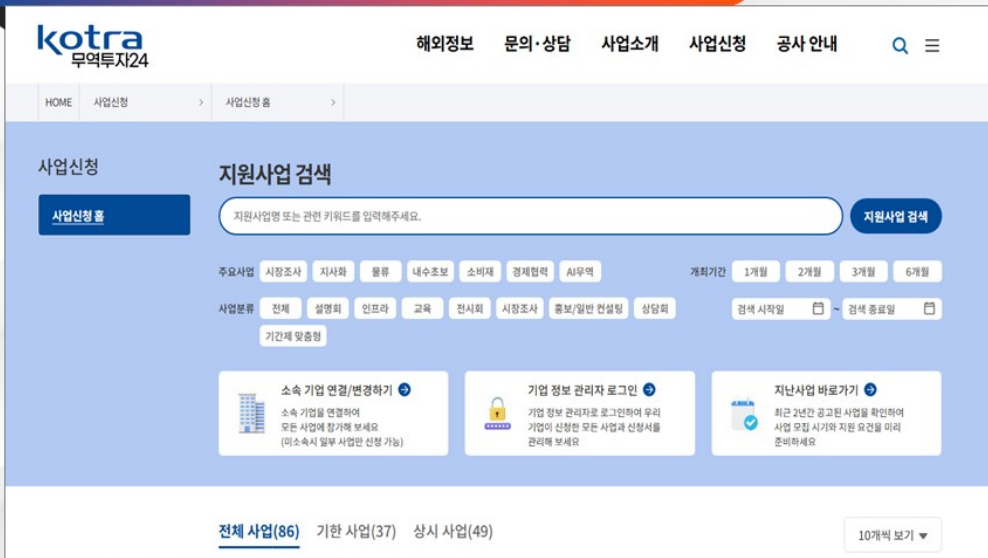 kotra
무역투자24
해외정보 문의·상담 사업소개 사업신청 공사 안내
HOME 사업신청 > 사업신청 홈 >
사업신청
사업신청 홈
지원사업 검색
지원사업명 또는 관련 키워드를 입력해주세요.
지원사업 검색
주요사업 시장조사 지사화 물류 내수초보 소비재 경제협력 AI무역
개최기간 1개월 2개월 3개월 6개월
사업분류 전체 설명회 인프라 교육 전시회 시장조사 홍보/일반 컨설팅 상담회
기간제 맞춤형
검색 시작일 ~ 검색 종료일
소속 기업 연결/변경하기
소속 기업을 연결하여
모든 사업에 참가해 보세요
(미소속시 일부 사업만 신청 가능)
기업 정보 관리자 로그인
기업 정보 관리자로 로그인하여 우리
기업이 신청한 모든 사업과 신청서를
관리해 보세요
지난사업 바로가기
최근 2년간 공고된 사업을 확인하여
사업 모집 시기와 지원 요건을 미리
준비하세요
전체 사업(86) 기한 사업(37) 상시 사업(49)
10개씩 보기